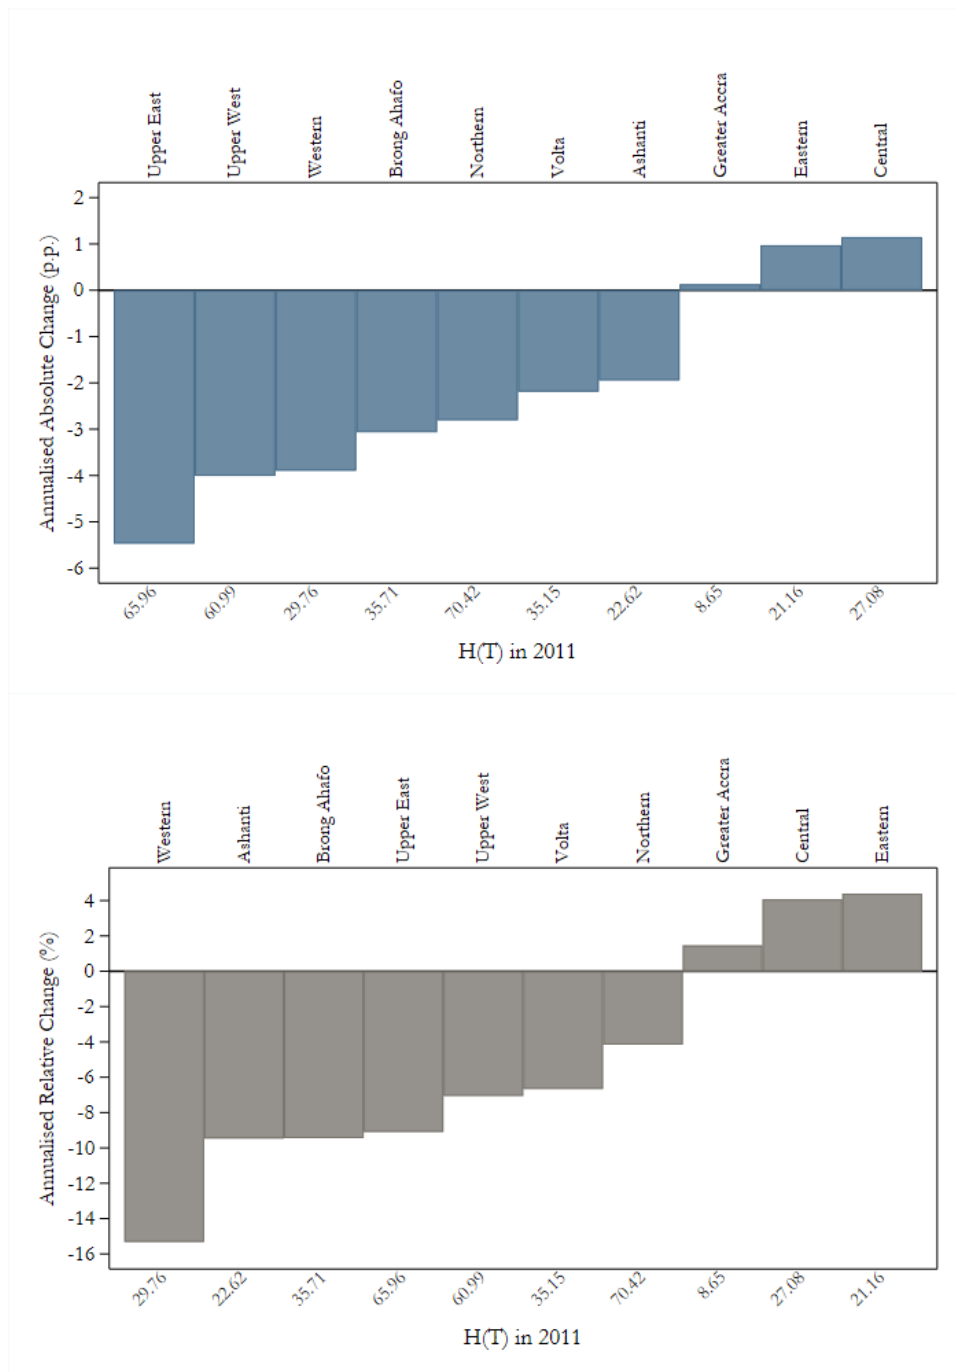 Upper East
Upper West
Western
Brong Ahafo
Northern
Volta
Ashanti
Greater Accra
Eastern
Central
Annualised Absolute Change (p.p.)
2
1
0
-1
-2
-3
-4
-5
-6
65.96
60.99
29.76
35.71
70.42
35.15
22.62
8.65
21.16
27.08
H(T) in 2011
Western
Ashanti
Brong Ahafo
Upper East
Upper West
Volta
Northern
Greater Accra
Central
Eastern
Annualised Relative Change (%)
4
2
0
-2
-4
-6
-8
-10
-12
-14
-16
29.76
22.62
35.71
65.96
60.99
35.15
70.42
8.65
27.08
21.16
H(T) in 2011